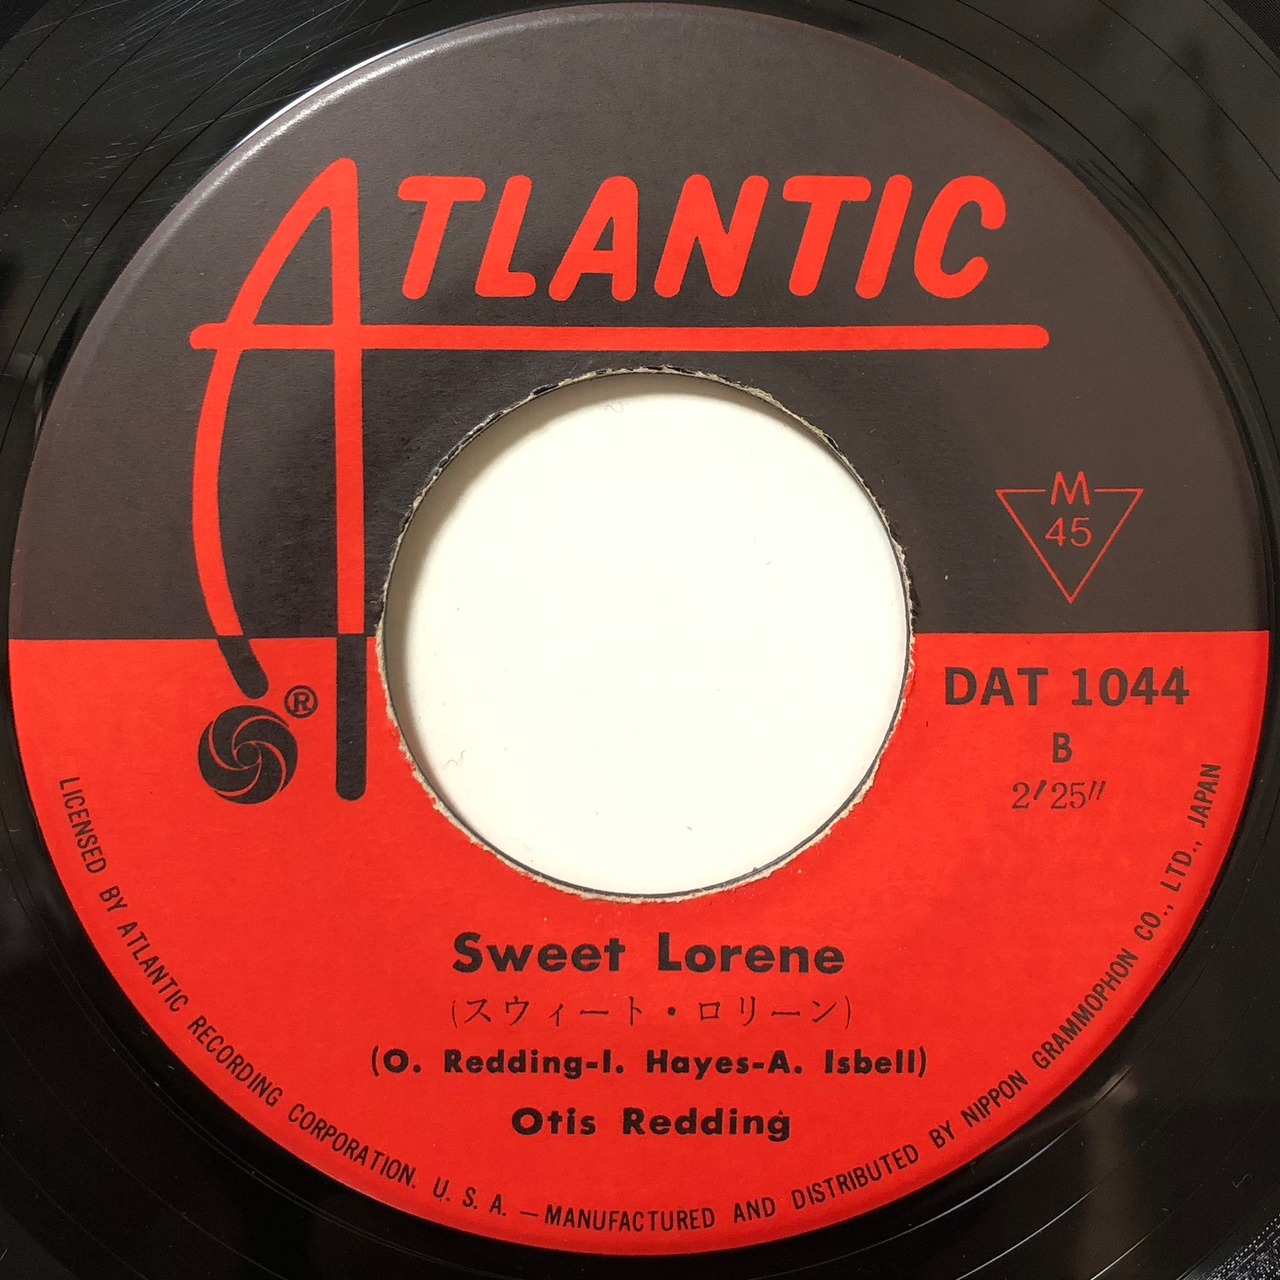 ATLANTIC
M
45
®
DAT 1044
B
2′25″
Sweet Lorene
(スウィート・ロリーン)
(O. Redding-I. Hayes-A. Isbell)
Otis Redding
LICENSED BY ATLANTIC RECORDING CORPORATION. U. S. A. —MANUFACTURED AND DISTRIBUTED BY NIPPON GRAMMOPHON CO., LTD., JAPAN